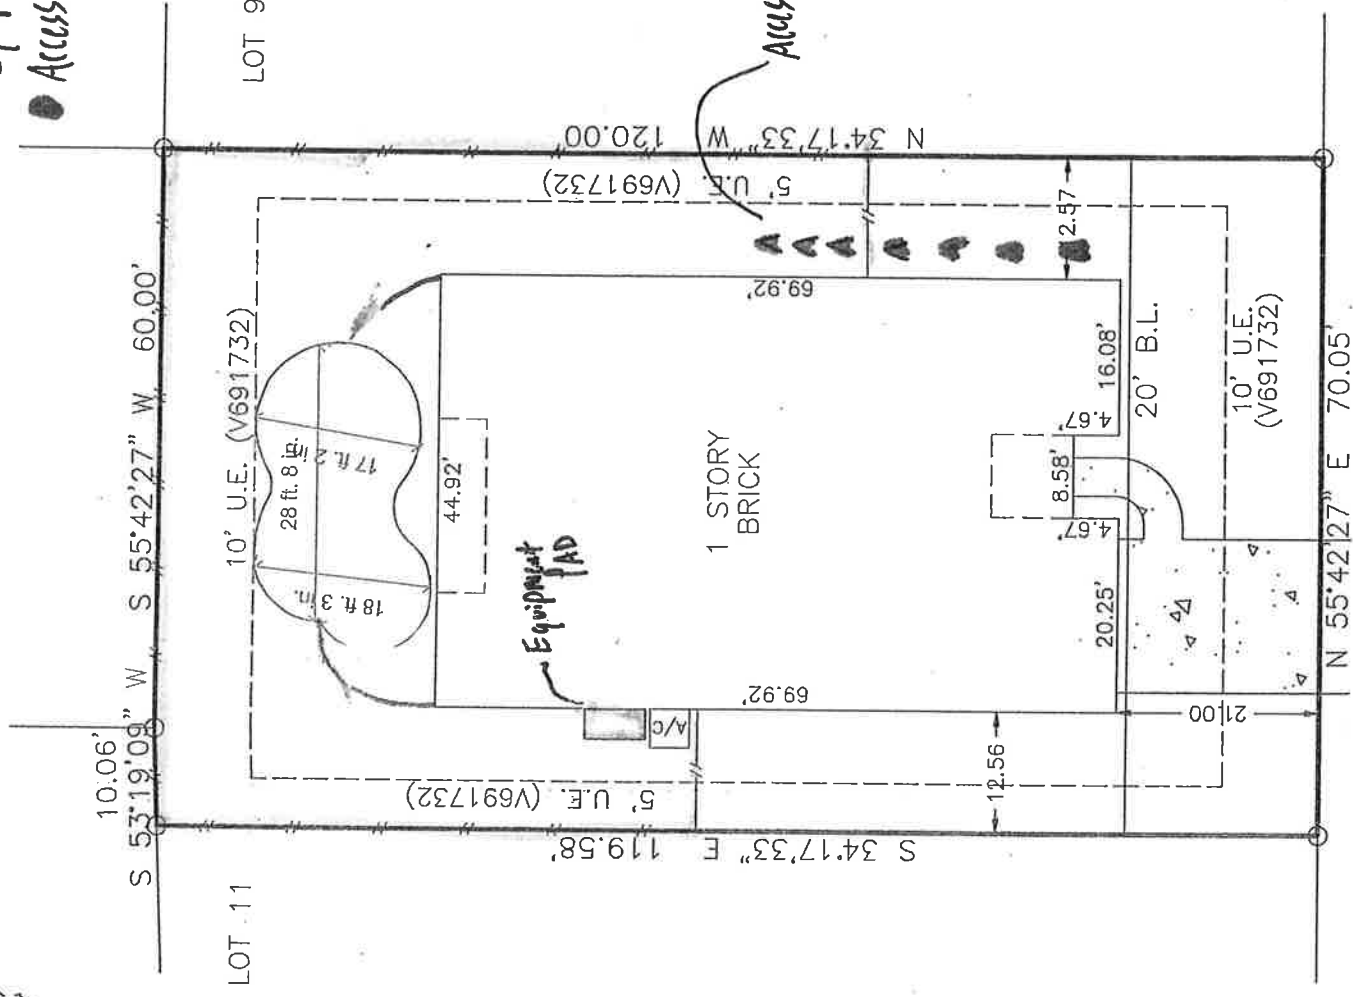 Access
LOT 9
Access
10.06'
S 53°19'09" W
S 55°42'27" W 60.00'
10' U.E. (V691732)
5' U.E. (V691732)
N 34°17'33" W 120.00
28 ft. 8 in.
17 ft. 2 in.
18 ft. 3 in.
44.92'
69.92'
Equipment
PAD
1 STORY
BRICK
A/C
69.92'
5' U.E. (V691732)
S 34°17'33" E 119.58'
LOT 11
12.56
12.57
16.08'
4.67'
8.58'
4.67'
20.25'
20' B.L.
21.00
10' U.E.
(V691732)
N 55°42'27" E 70.05'